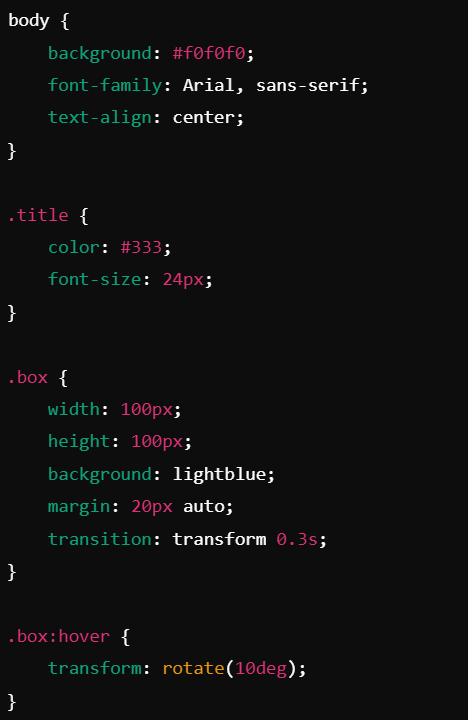 body {
    background: #f0f0f0;
    font-family: Arial, sans-serif;
    text-align: center;
}

.title {
    color: #333;
    font-size: 24px;
}

.box {
    width: 100px;
    height: 100px;
    background: lightblue;
    margin: 20px auto;
    transition: transform 0.3s;
}

.box:hover {
    transform: rotate(10deg);
}